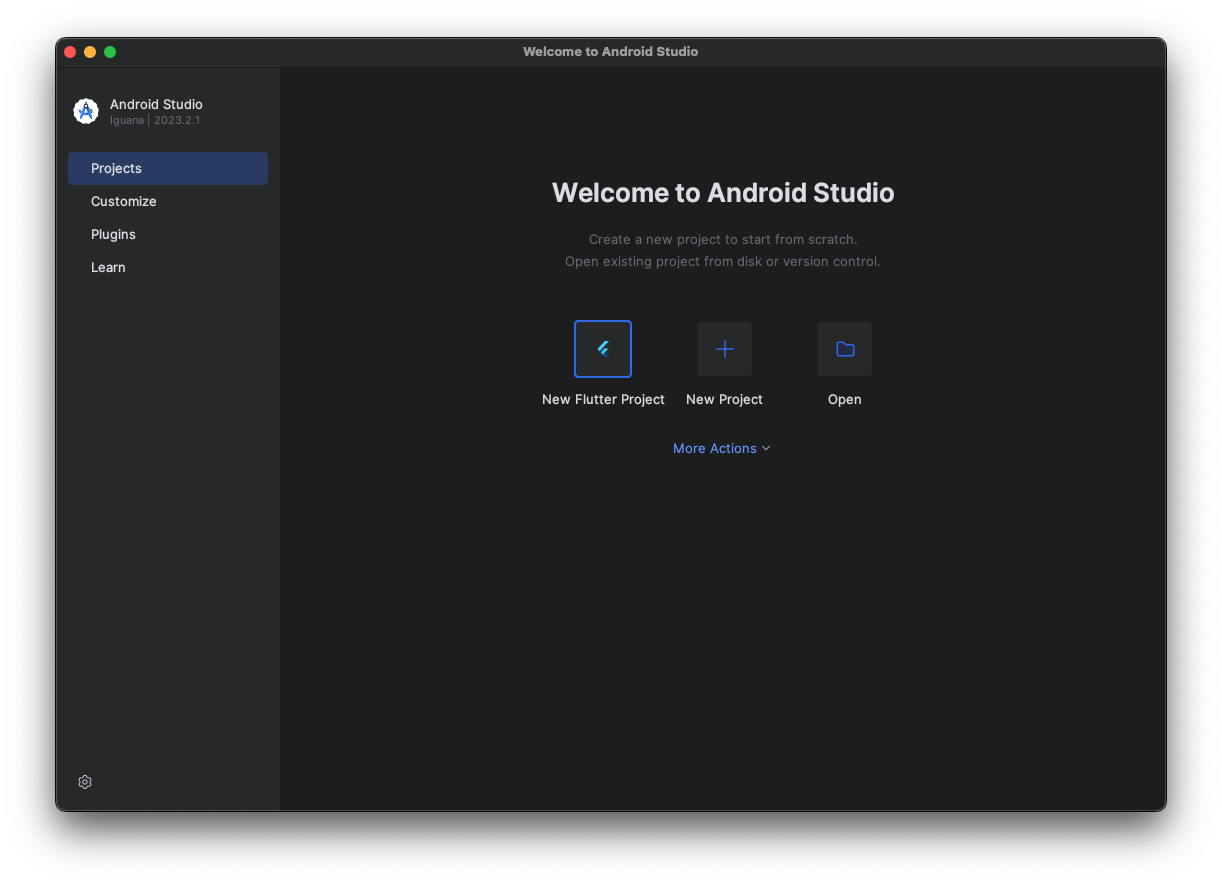 Welcome to Android Studio
Android Studio
Iguana | 2023.2.1
Projects
Customize
Plugins
Learn
Welcome to Android Studio
Create a new project to start from scratch.
Open existing project from disk or version control.
New Flutter Project
New Project
Open
More Actions